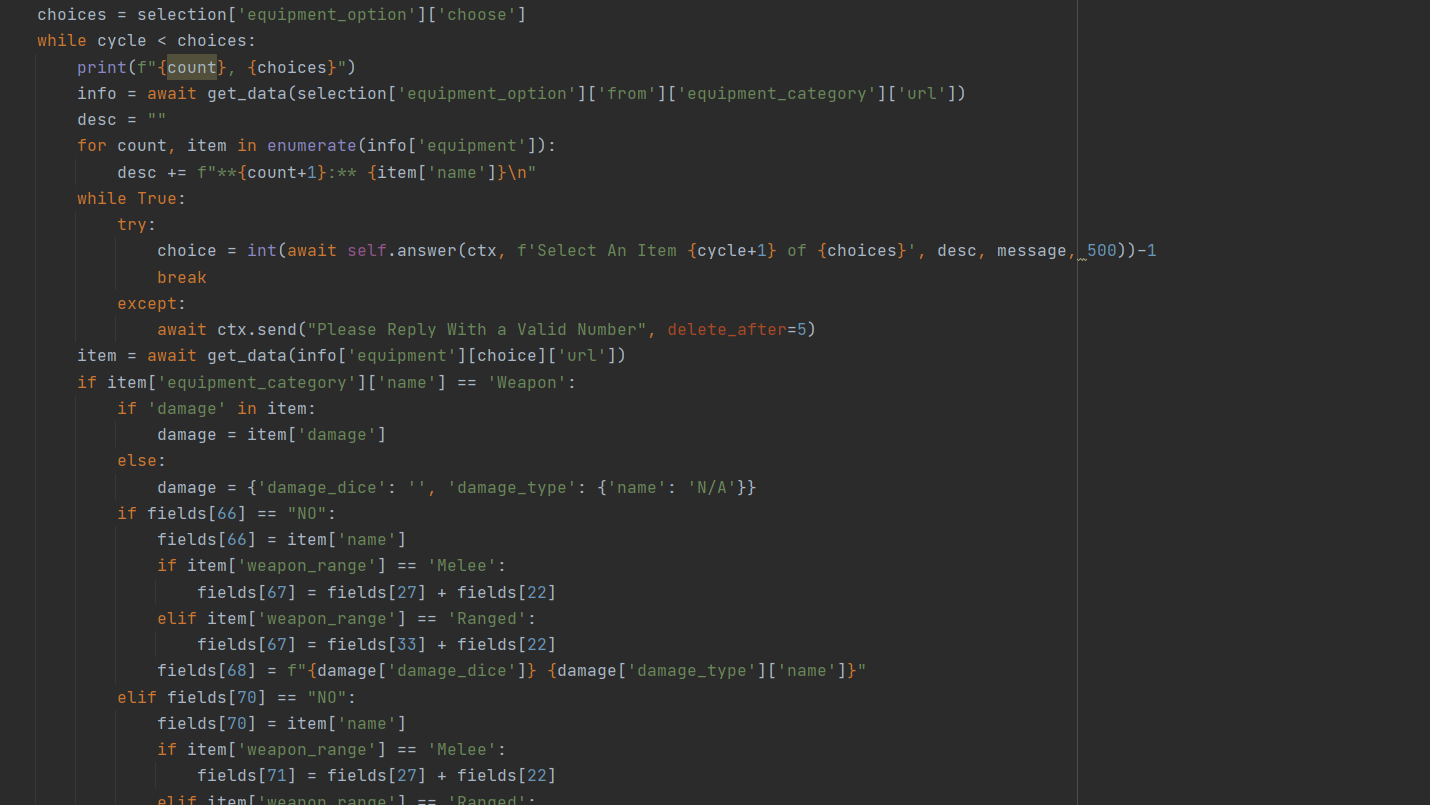 choices = selection['equipment_option']['choose']
while cycle < choices:
    print(f"{count}, {choices}")
    info = await get_data(selection['equipment_option']['from']['equipment_category']['url'])
    desc = ""
    for count, item in enumerate(info['equipment']):
        desc += f"**{count+1}:** {item['name']}\n"
    while True:
        try:
            choice = int(await self.answer(ctx, f'Select An Item {cycle+1} of {choices}', desc, message, 500))-1
            break
        except:
            await ctx.send("Please Reply With a Valid Number", delete_after=5)
    item = await get_data(info['equipment'][choice]['url'])
    if item['equipment_category']['name'] == 'Weapon':
        if 'damage' in item:
            damage = item['damage']
        else:
            damage = {'damage_dice': '', 'damage_type': {'name': 'N/A'}}
        if fields[66] == "NO":
            fields[66] = item['name']
            if item['weapon_range'] == 'Melee':
                fields[67] = fields[27] + fields[22]
            elif item['weapon_range'] == 'Ranged':
                fields[67] = fields[33] + fields[22]
            fields[68] = f"{damage['damage_dice']} {damage['damage_type']['name']}"
        elif fields[70] == "NO":
            fields[70] = item['name']
            if item['weapon_range'] == 'Melee':
                fields[71] = fields[27] + fields[22]
            elif item['weapon_range'] == 'Ranged':